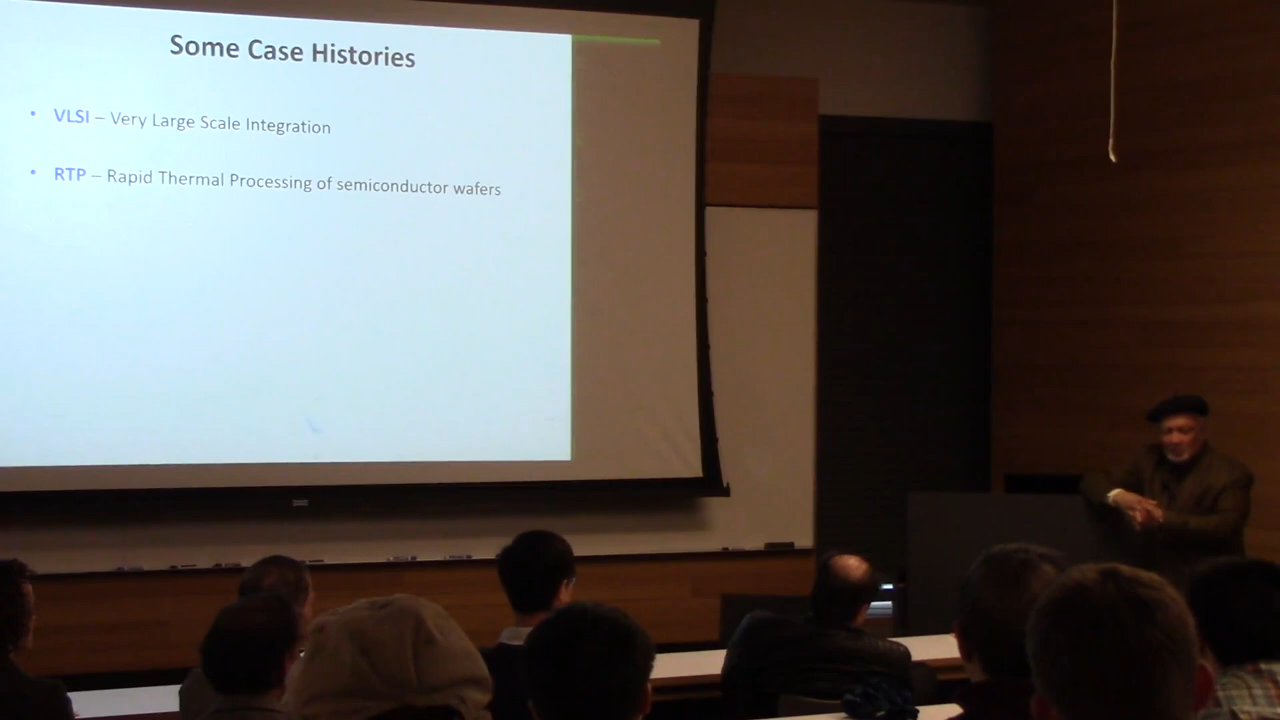 Some Case Histories
• VLSI – Very Large Scale Integration
• RTP – Rapid Thermal Processing of semiconductor wafers